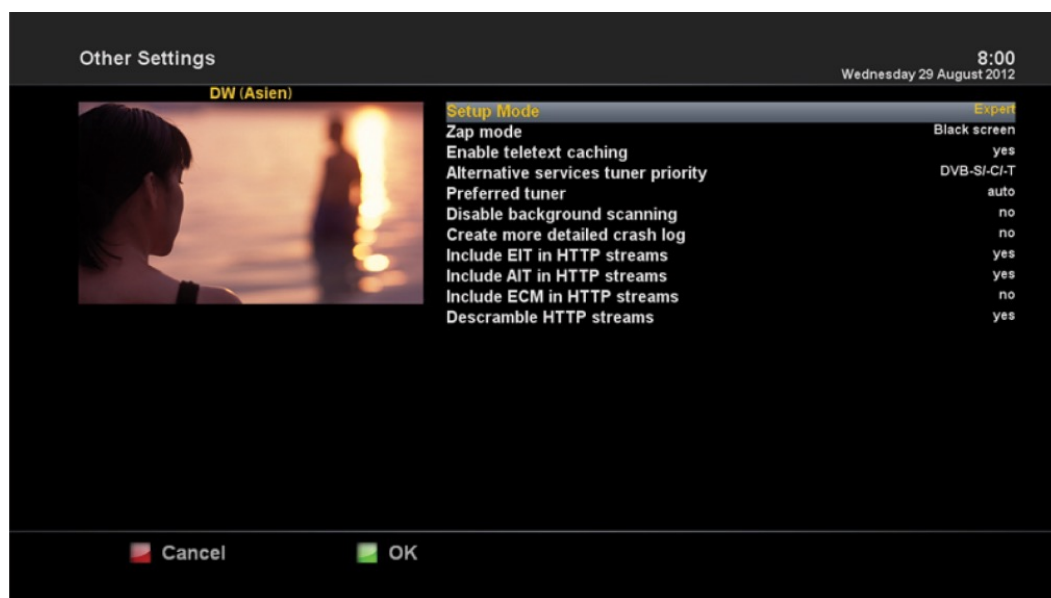 Other Settings
8:00
Wednesday 29 August 2012
DW (Asien)
Setup Mode Expert
Zap mode Black screen
Enable teletext caching yes
Alternative services tuner priority DVB-S/-C/-T
Preferred tuner auto
Disable background scanning no
Create more detailed crash log no
Include EIT in HTTP streams yes
Include AIT in HTTP streams yes
Include ECM in HTTP streams no
Descramble HTTP streams yes
Cancel OK